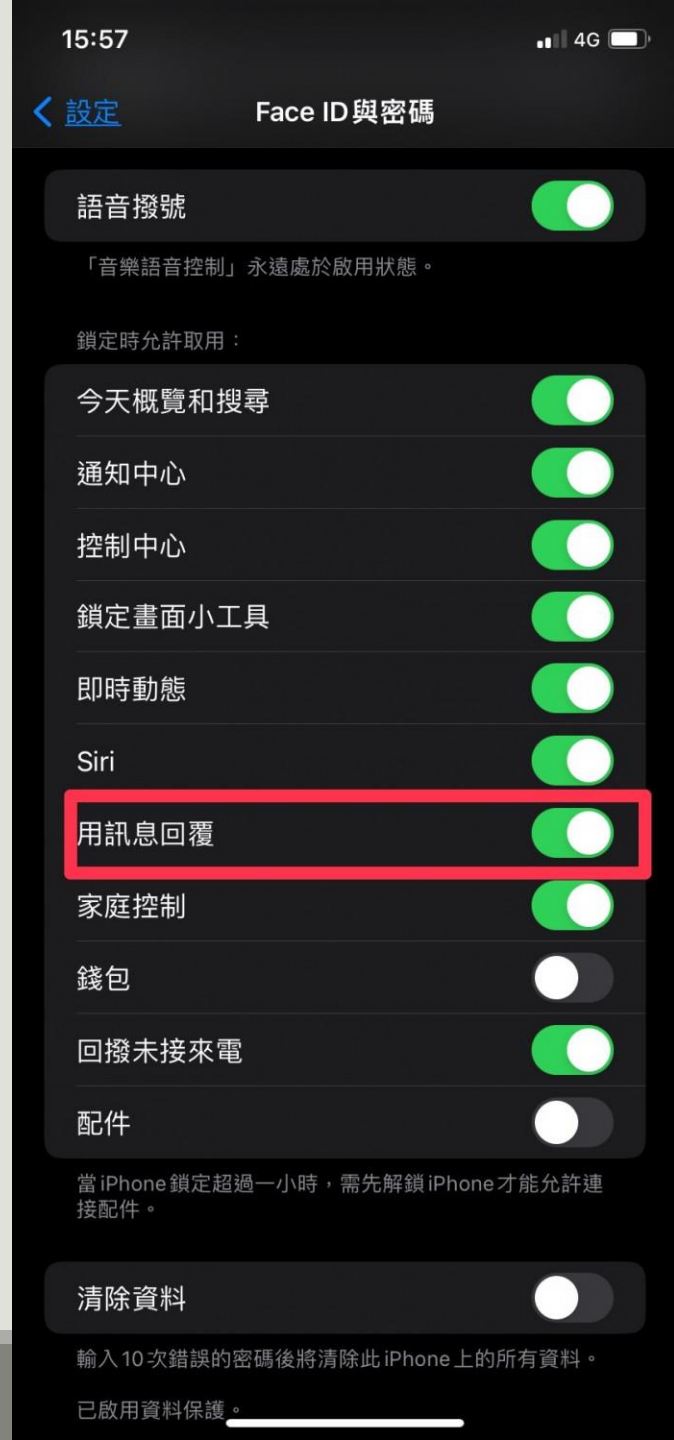 15:57
4G
設定
Face ID與密碼
語音撥號
「音樂語音控制」永遠處於啟用狀態。
鎖定時允許取用：
今天概覽和搜尋
通知中心
控制中心
鎖定畫面小工具
即時動態
Siri
用訊息回覆
家庭控制
錢包
回撥未接來電
配件
當iPhone鎖定超過一小時，需先解鎖iPhone才能允許連
接配件。
清除資料
輸入10次錯誤的密碼後將清除此iPhone上的所有資料。
已啟用資料保護。